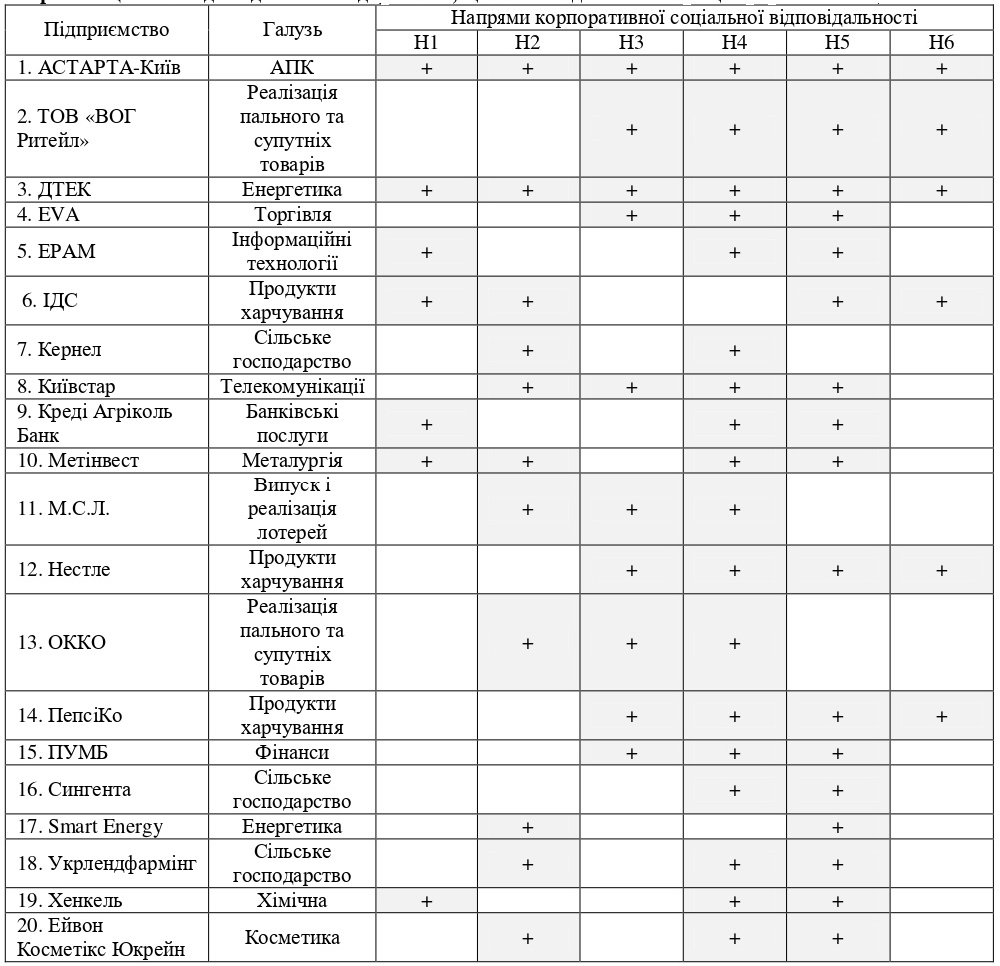 Підприємство Галузь Напрями корпоративної соціальної відповідальності
Н1 Н2 Н3 Н4 Н5 Н6
1. АСТАРТА-Київ АПК + + + + + +
2. ТОВ «ВОГ
Ритейл»
Реалізація
пального та
супутніх
товарів
+ + + +
3. ДТЕК Енергетика + + + + + +
4. EVA Торгівля + + +
5. ЕРАМ Інформаційні
технології
+ + +
6. ІДС Продукти
харчування
+ + + +
7. Кернел Сільське
господарство
+ +
8. Київстар Телекомунікації + + + +
9. Креді Агріколь
Банк
Банківські
послуги
+ + +
10. Метінвест Металургія + + + +
11. М.С.Л. Випуск і
реалізація
лотерей
+ + +
12. Нестле Продукти
харчування
+ + + +
13. ОККО Реалізація
пального та
супутніх
товарів
+ + +
14. ПепсіКо Продукти
харчування
+ + + +
15. ПУМБ Фінанси + + +
16. Сингента Сільське
господарство
+ +
17. Smart Energy Енергетика + +
18. Укрлендфармінг Сільське
господарство
+ + +
19. Хенкель Хімічна + + +
20. Ейвон
Косметікс Юкрейн
Косметика + + +